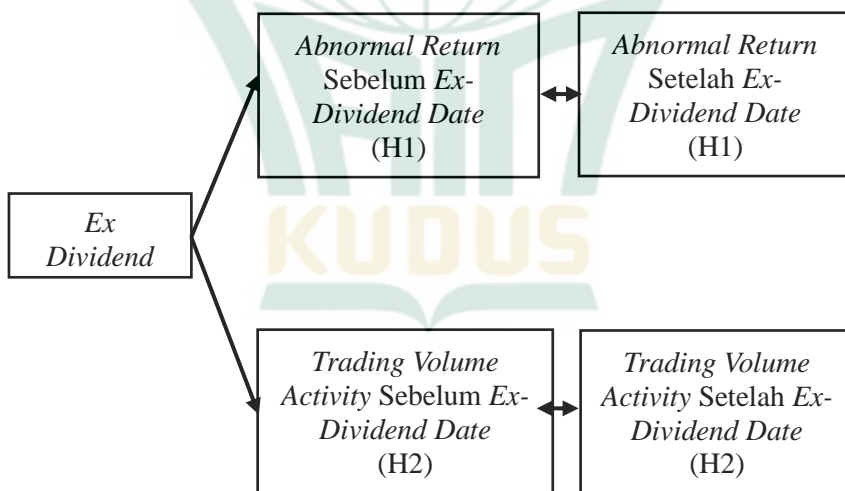 Abnormal Return
Sebelum Ex-
Dividend Date
(H1)
Abnormal Return
Setelah Ex-
Dividend Date
(H1)
Ex
Dividend
KUDUS
Trading Volume
Activity Sebelum Ex-
Dividend Date
(H2)
Trading Volume
Activity Setelah Ex-
Dividend Date
(H2)